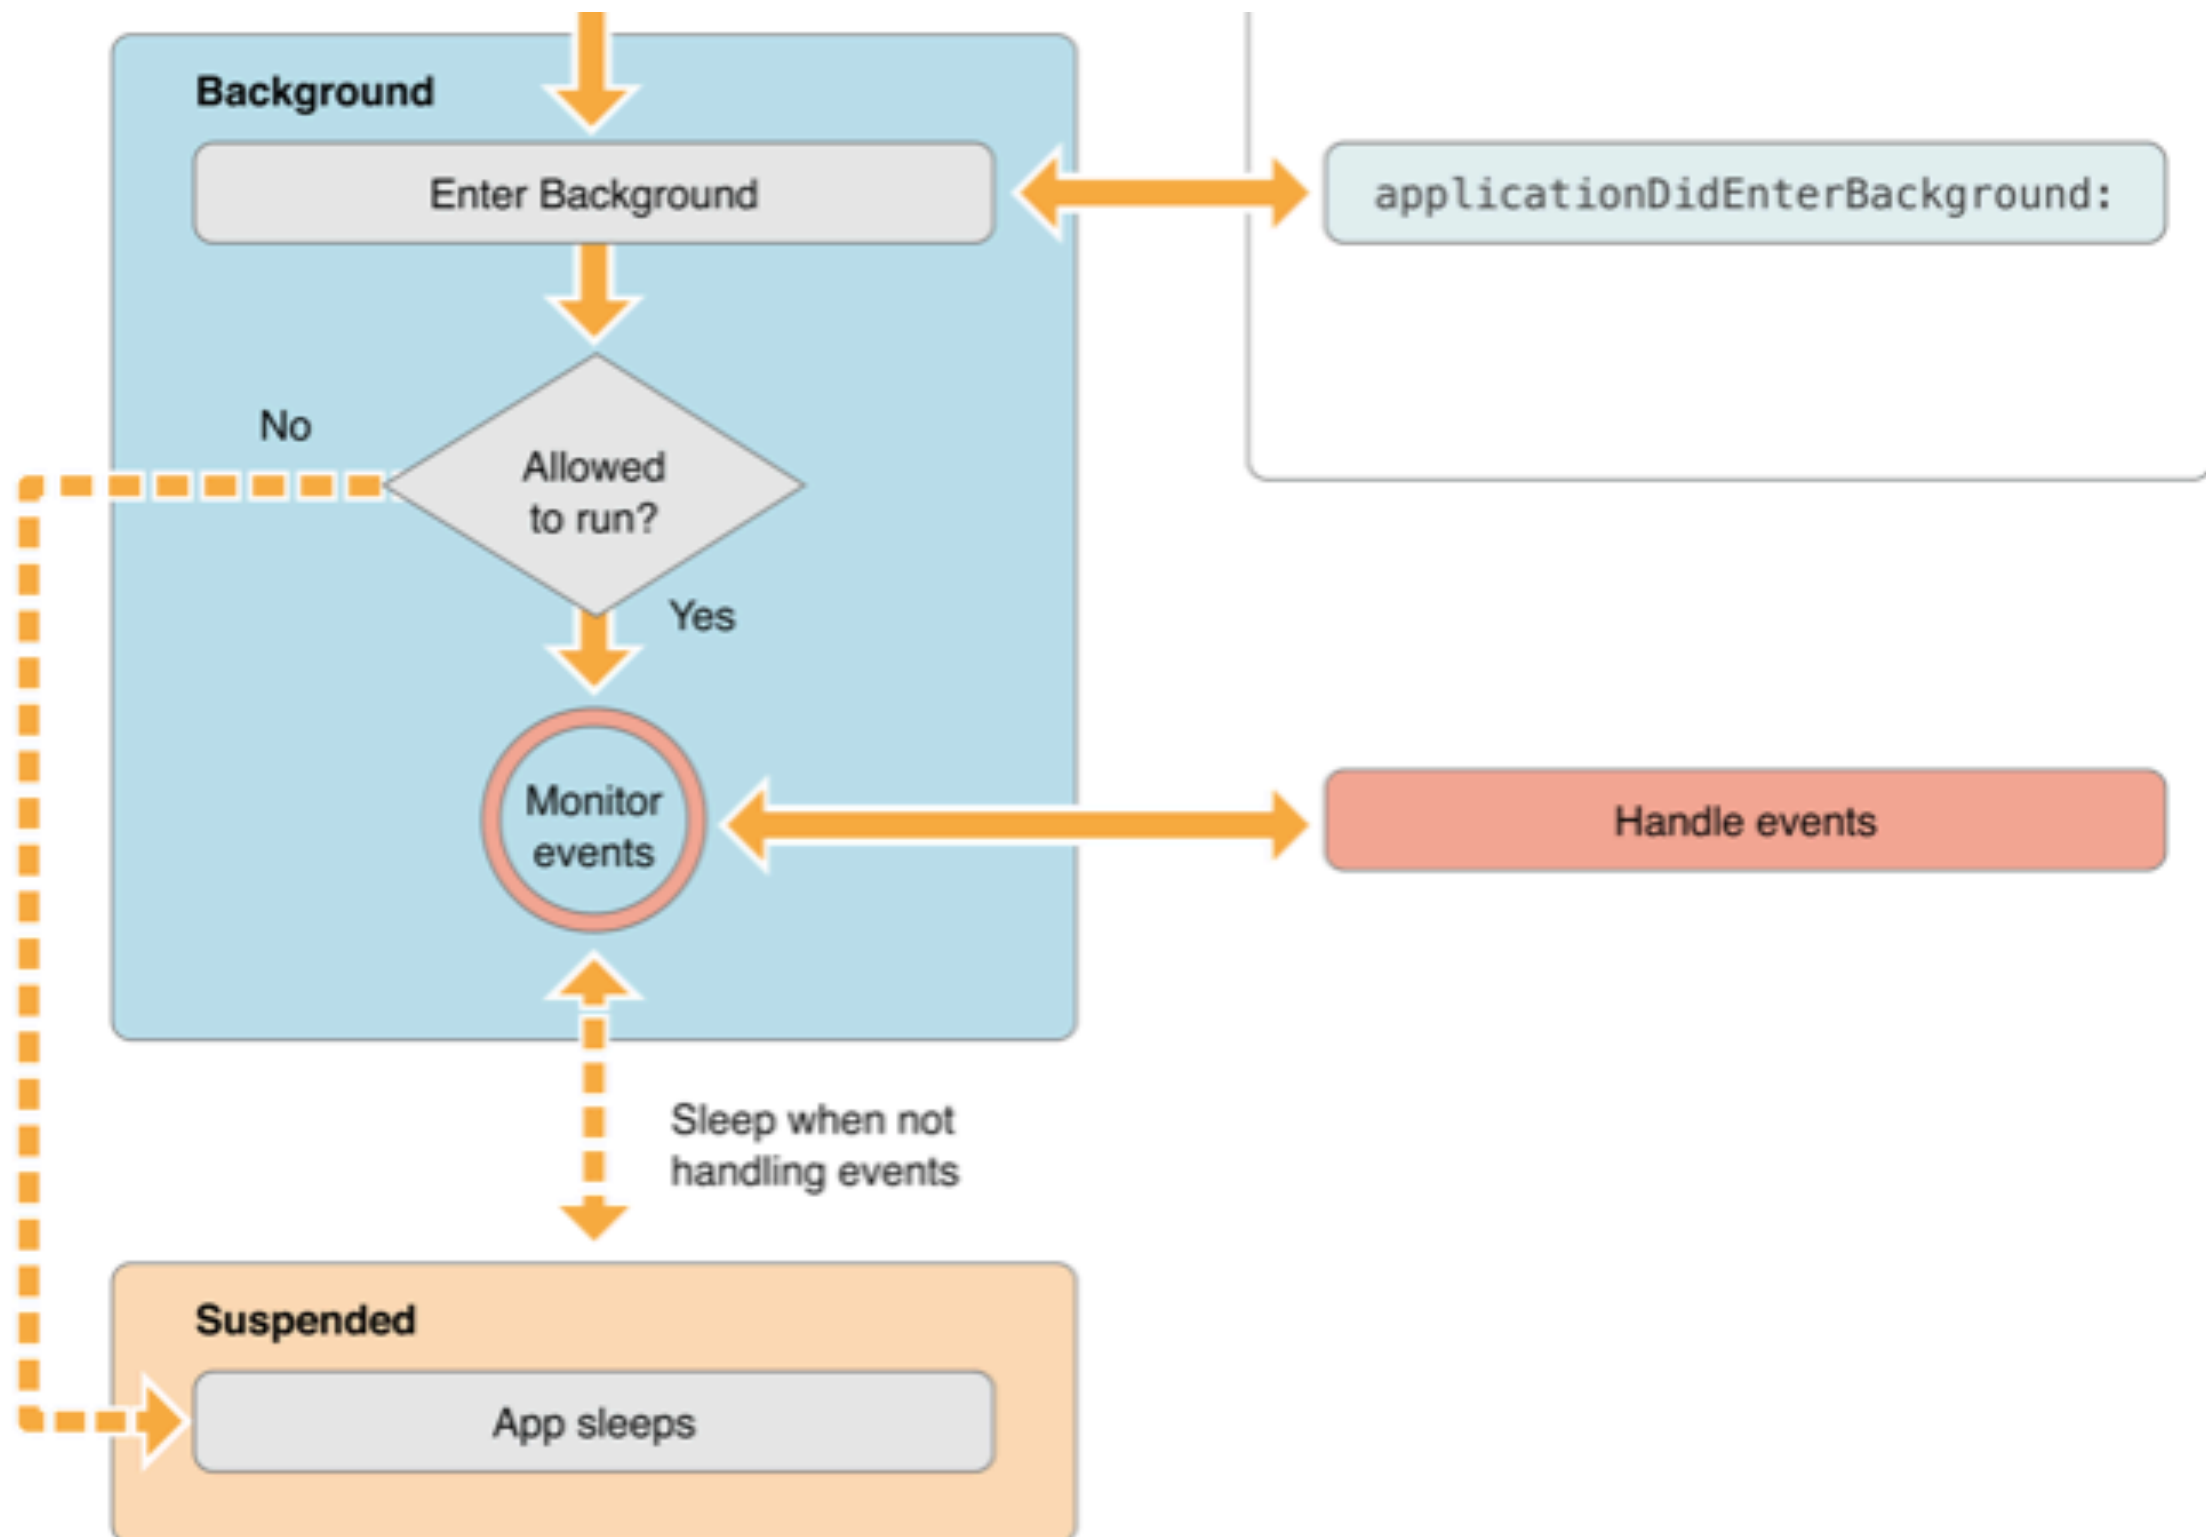 Background
Enter Background
applicationDidEnterBackground:
No
Allowed
to run?
Yes
Monitor
events
Handle events
Sleep when not
handling events
Suspended
App sleeps